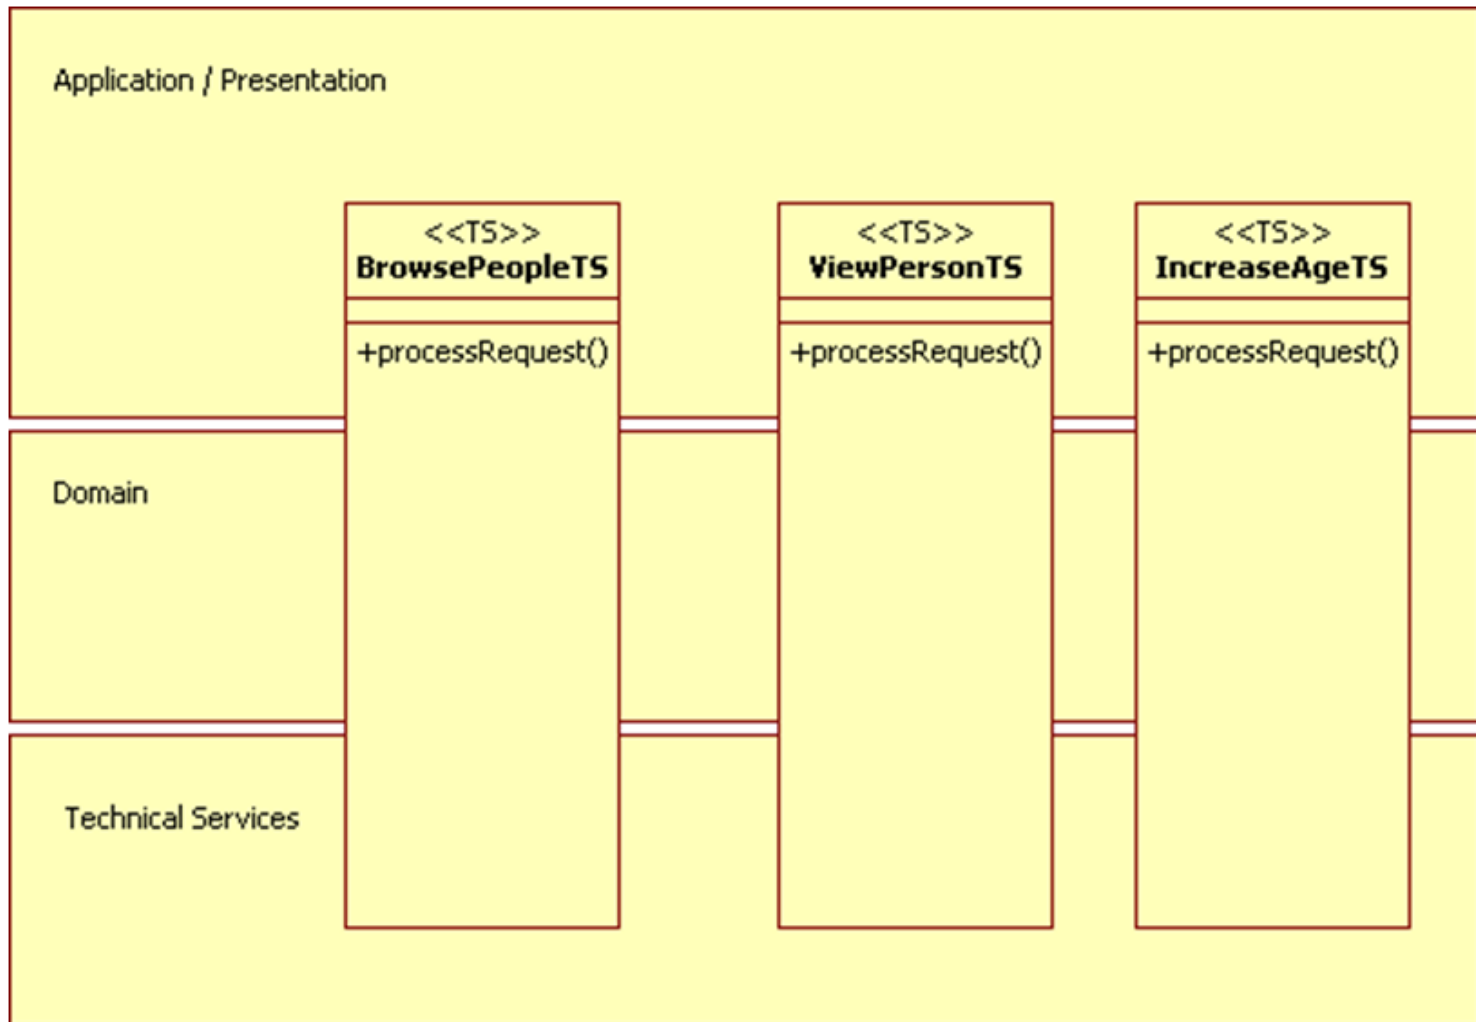 Application / Presentation
<<TS>>
BrowsePeopleTS
+processRequest()
<<TS>>
ViewPersonTS
+processRequest()
<<TS>>
IncreaseAgeTS
+processRequest()
Domain
Technical Services